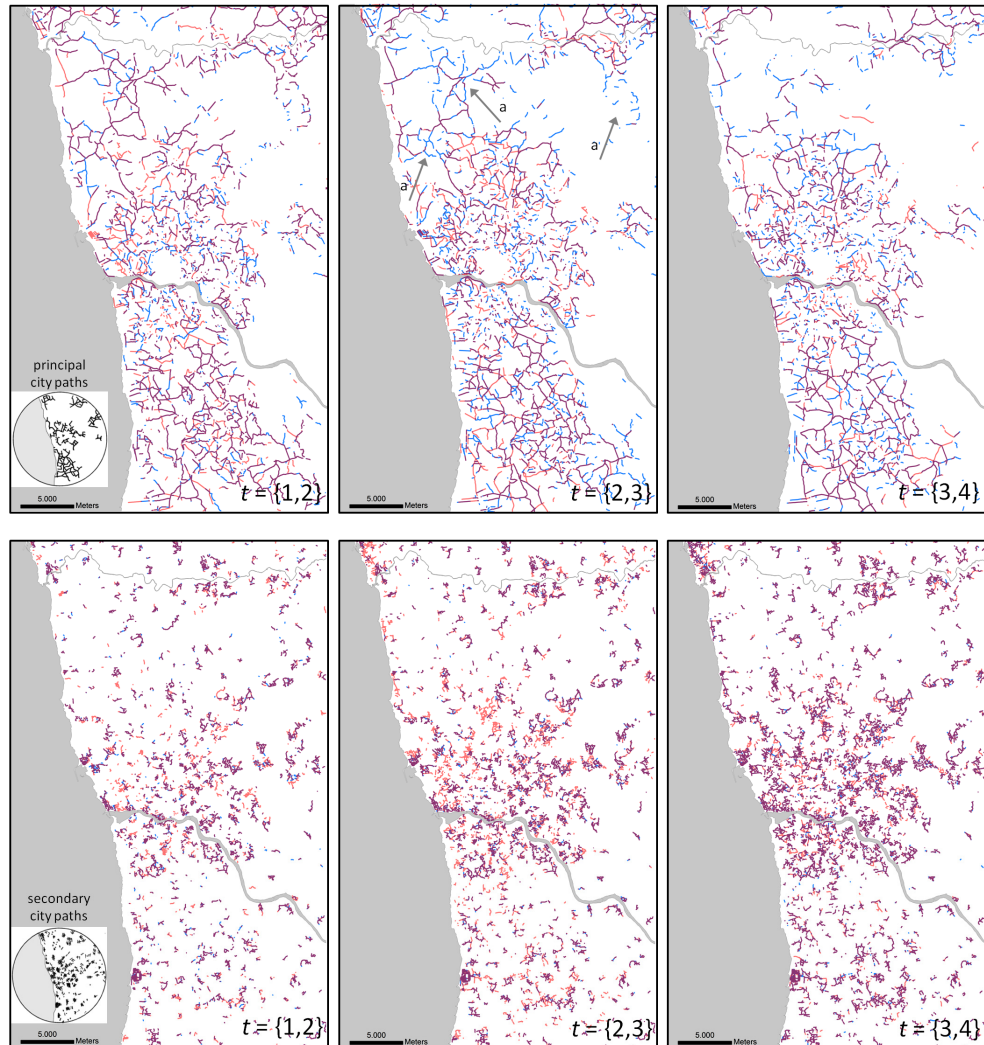 a
a
a
principal
city paths
5.000
Meters
t = {1,2}
5.000
Meters
t = {2,3}
5.000
Meters
t = {3,4}
secondary
city paths
5.000
Meters
t = {1,2}
5.000
Meters
t = {2,3}
5.000
Meters
t = {3,4}